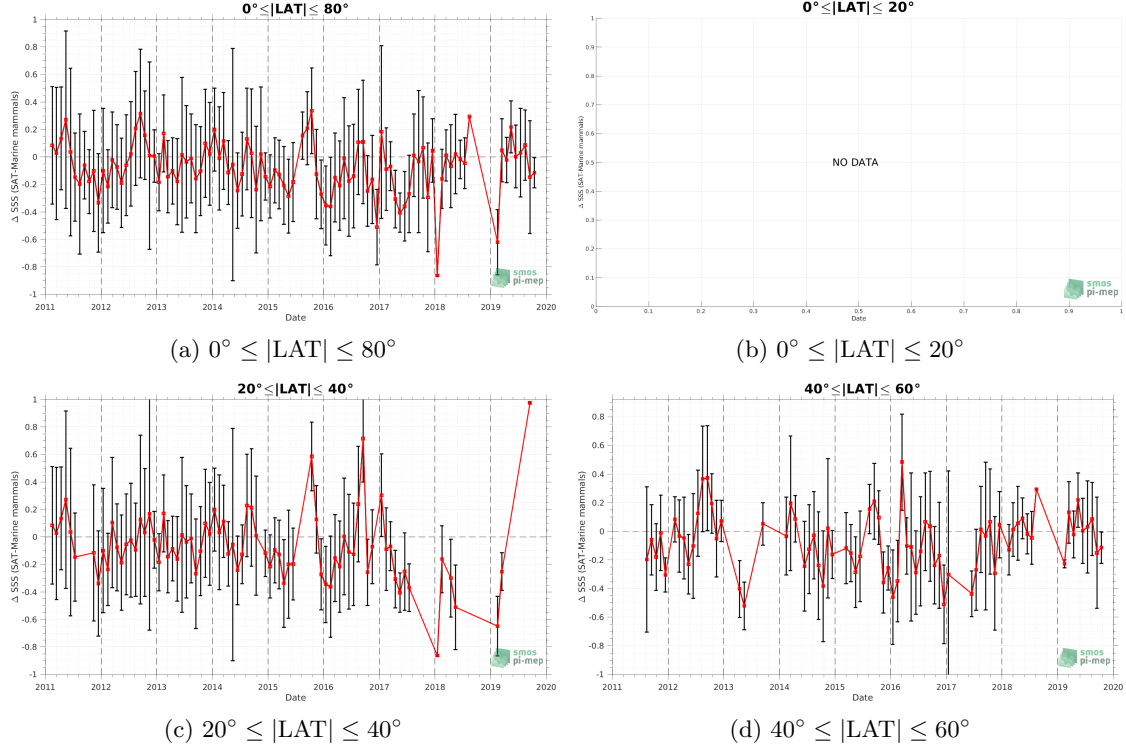 0°≤|LAT|≤ 80°
Δ SSS (SAT-Marine mammals)
1
0.8
0.6
0.4
0.2
0
-0.2
-0.4
-0.6
-0.8
-1
2011 2012 2013 2014 2015 2016 2017 2018 2019 2020
Date
smos
pi-mep
(a) 0° ≤ |LAT| ≤ 80°
0°≤|LAT|≤ 20°
Δ SSS (SAT-Marine mammals)
1
0.9
0.8
0.7
0.6
0.5
0.4
0.3
0.2
0.1
0
NO DATA
0 0.1 0.2 0.3 0.4 0.5 0.6 0.7 0.8 0.9 1
Date
smos
pi-mep
(b) 0° ≤ |LAT| ≤ 20°
20°≤|LAT|≤ 40°
Δ SSS (SAT-Marine mammals)
1
0.8
0.6
0.4
0.2
0
-0.2
-0.4
-0.6
-0.8
-1
2011 2012 2013 2014 2015 2016 2017 2018 2019 2020
Date
smos
pi-mep
(c) 20° ≤ |LAT| ≤ 40°
40°≤|LAT|≤ 60°
Δ SSS (SAT-Marine mammals)
0.8
0.6
0.4
0.2
0
-0.2
-0.4
-0.6
-0.8
-1
2011 2012 2013 2014 2015 2016 2017 2018 2019 2020
Date
smos
pi-mep
(d) 40° ≤ |LAT| ≤ 60°